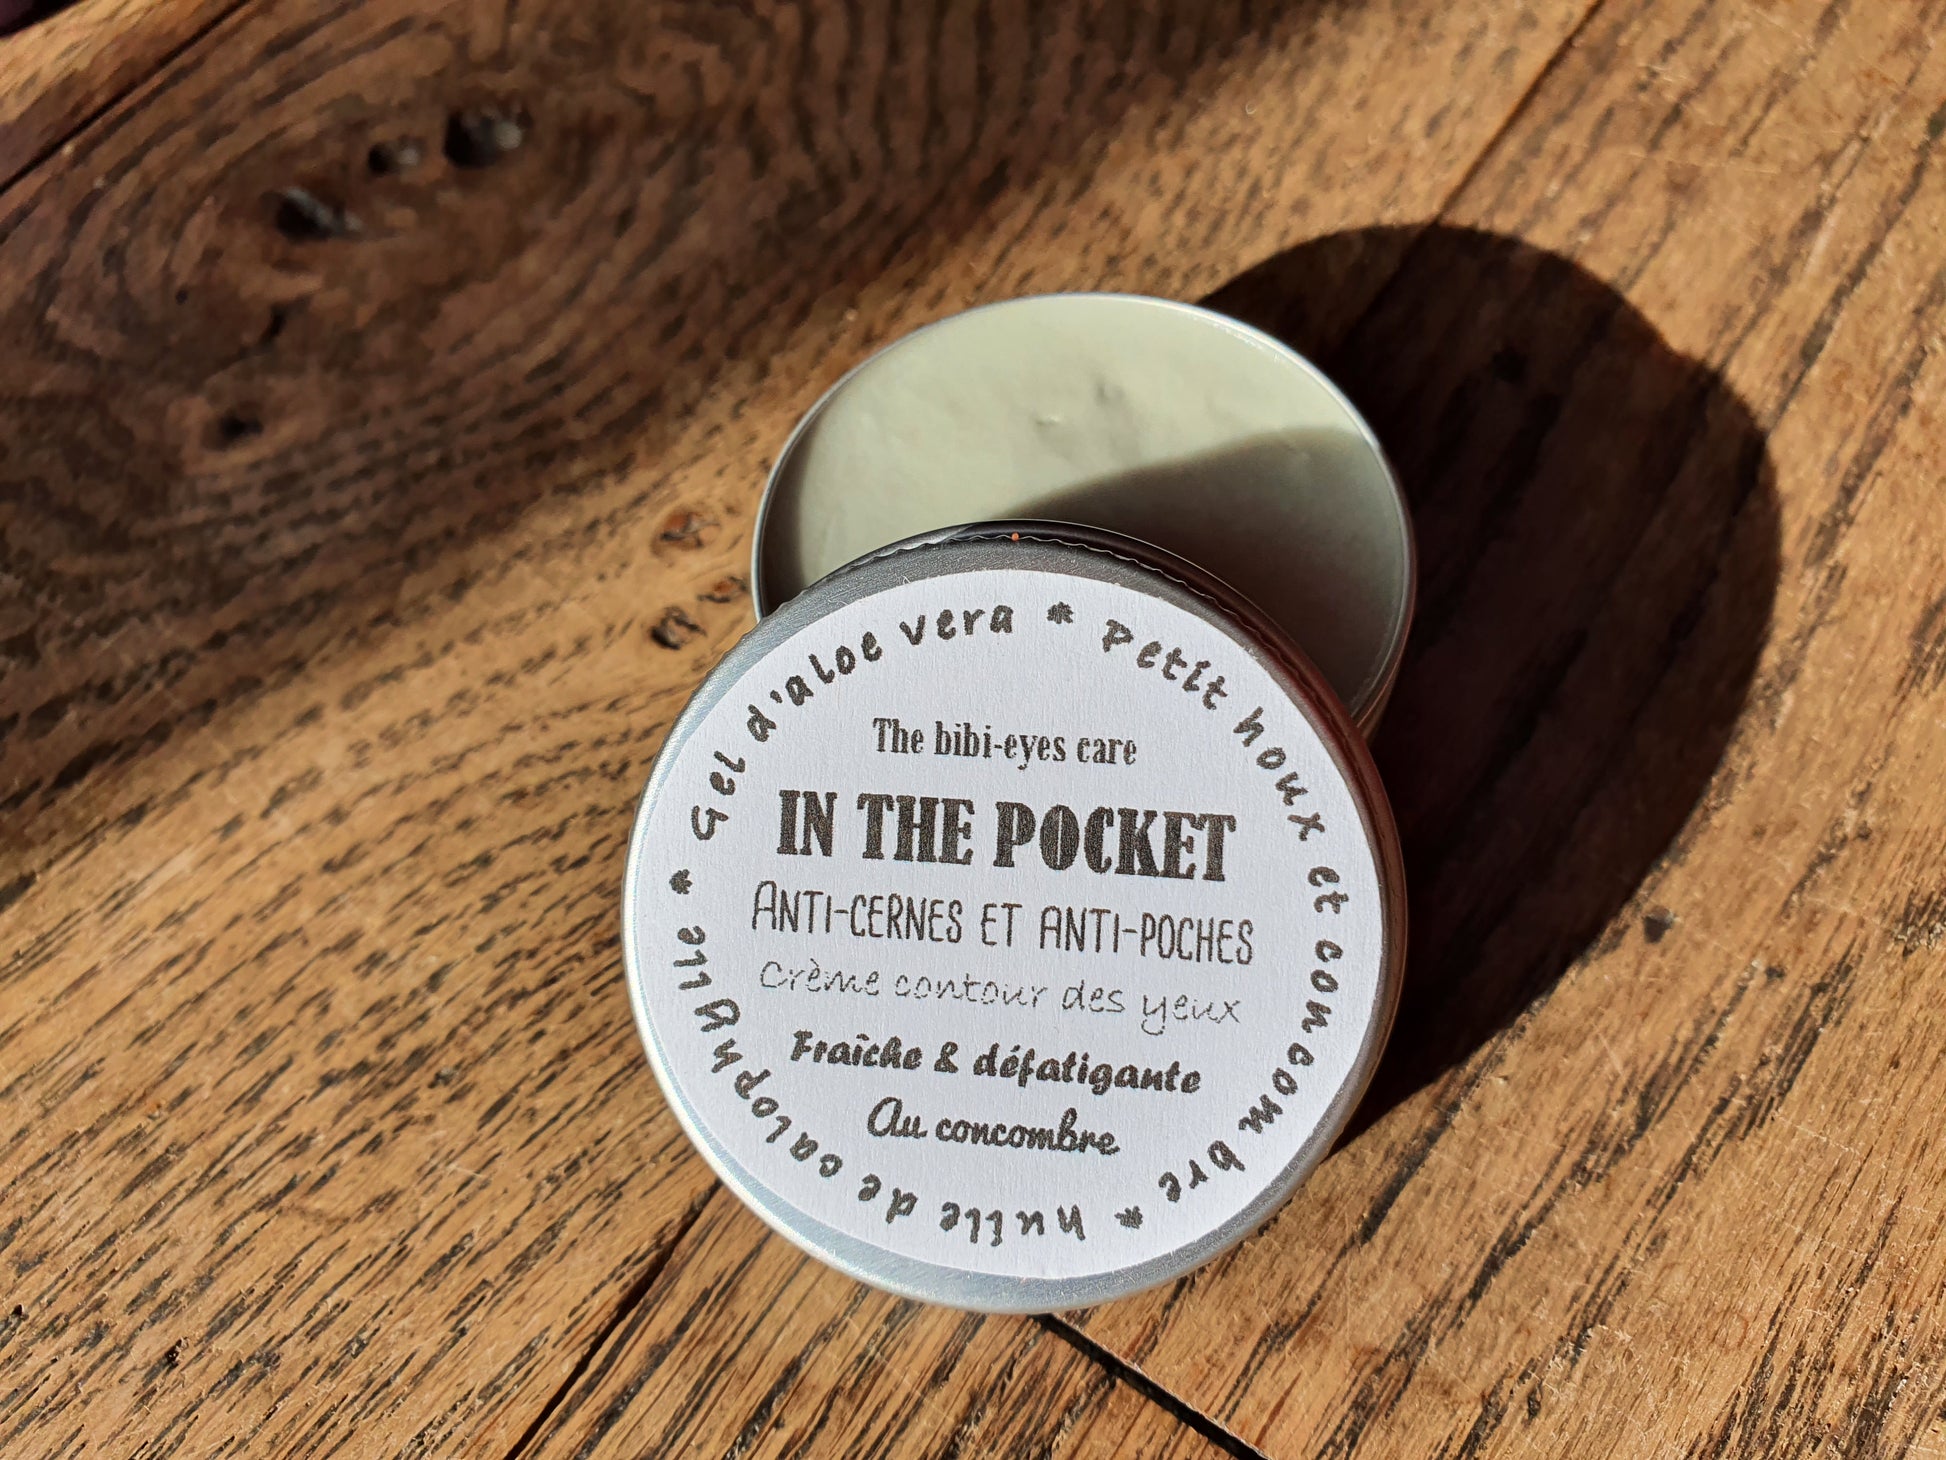 Gel d'aloe vera * Petit houx et concombre * huile de calophylle *
The bibi-eyes care
IN THE POCKET
ANTI-CERNES ET ANTI-POCHES
crème contour des yeux
Fraîche & défatigante
Au concombre